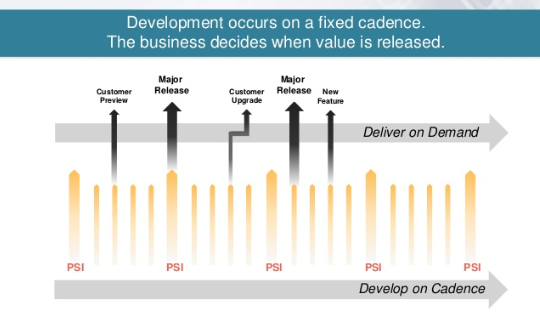 Development occurs on a fixed cadence.
The business decides when value is released.
Customer
Preview
Major
Release
Customer
Upgrade
Major
Release
New
Feature
Deliver on Demand
PSI
PSI
PSI
PSI
PSI
Develop on Cadence